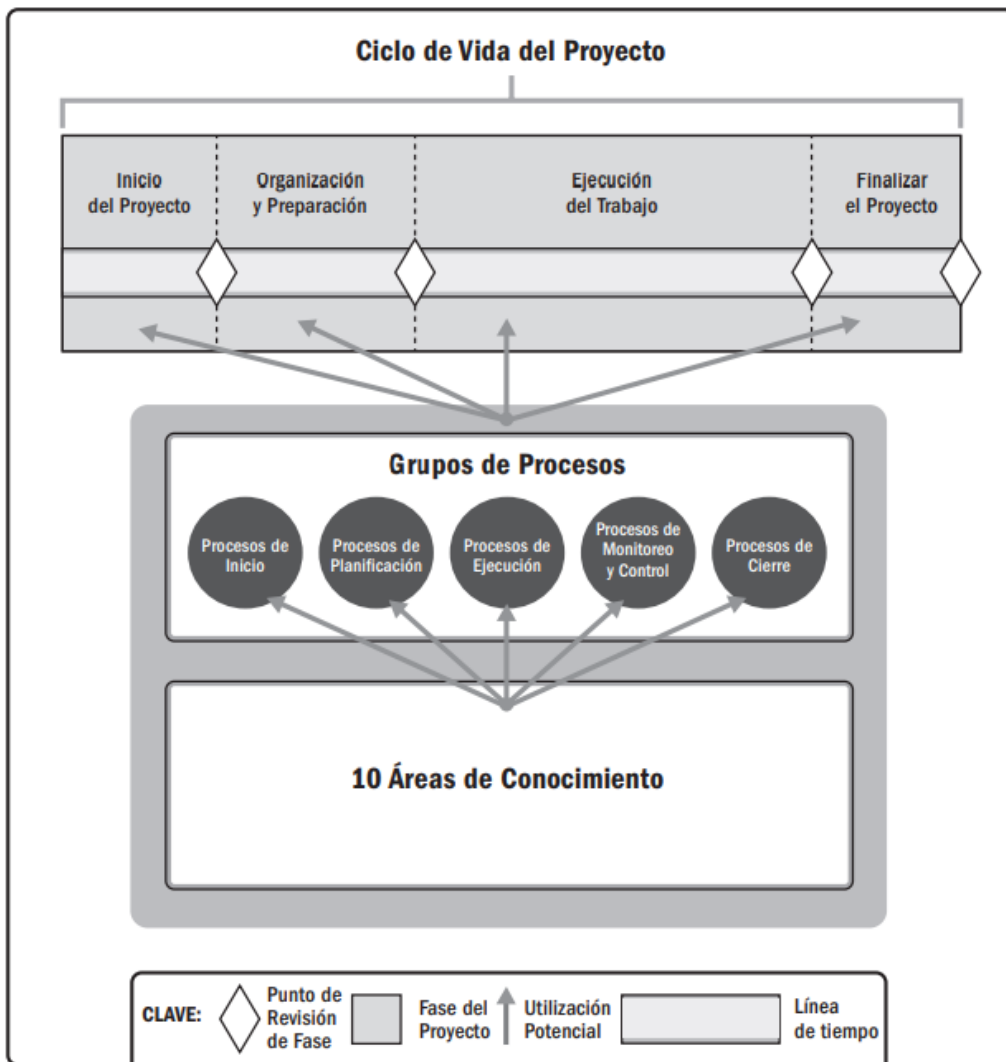 Ciclo de Vida del Proyecto
Inicio
del Proyecto
Organización
y Preparación
Ejecución
del Trabajo
Finalizar
el Proyecto
Grupos de Procesos
Procesos de
Inicio
Procesos de
Planificación
Procesos de
Ejecución
Procesos de
Monitoreo
y Control
Procesos de
Cierre
10 Áreas de Conocimiento
CLAVE:
Punto de
Revisión
de Fase
Fase del
Proyecto
Utilización
Potencial
Línea
de tiempo